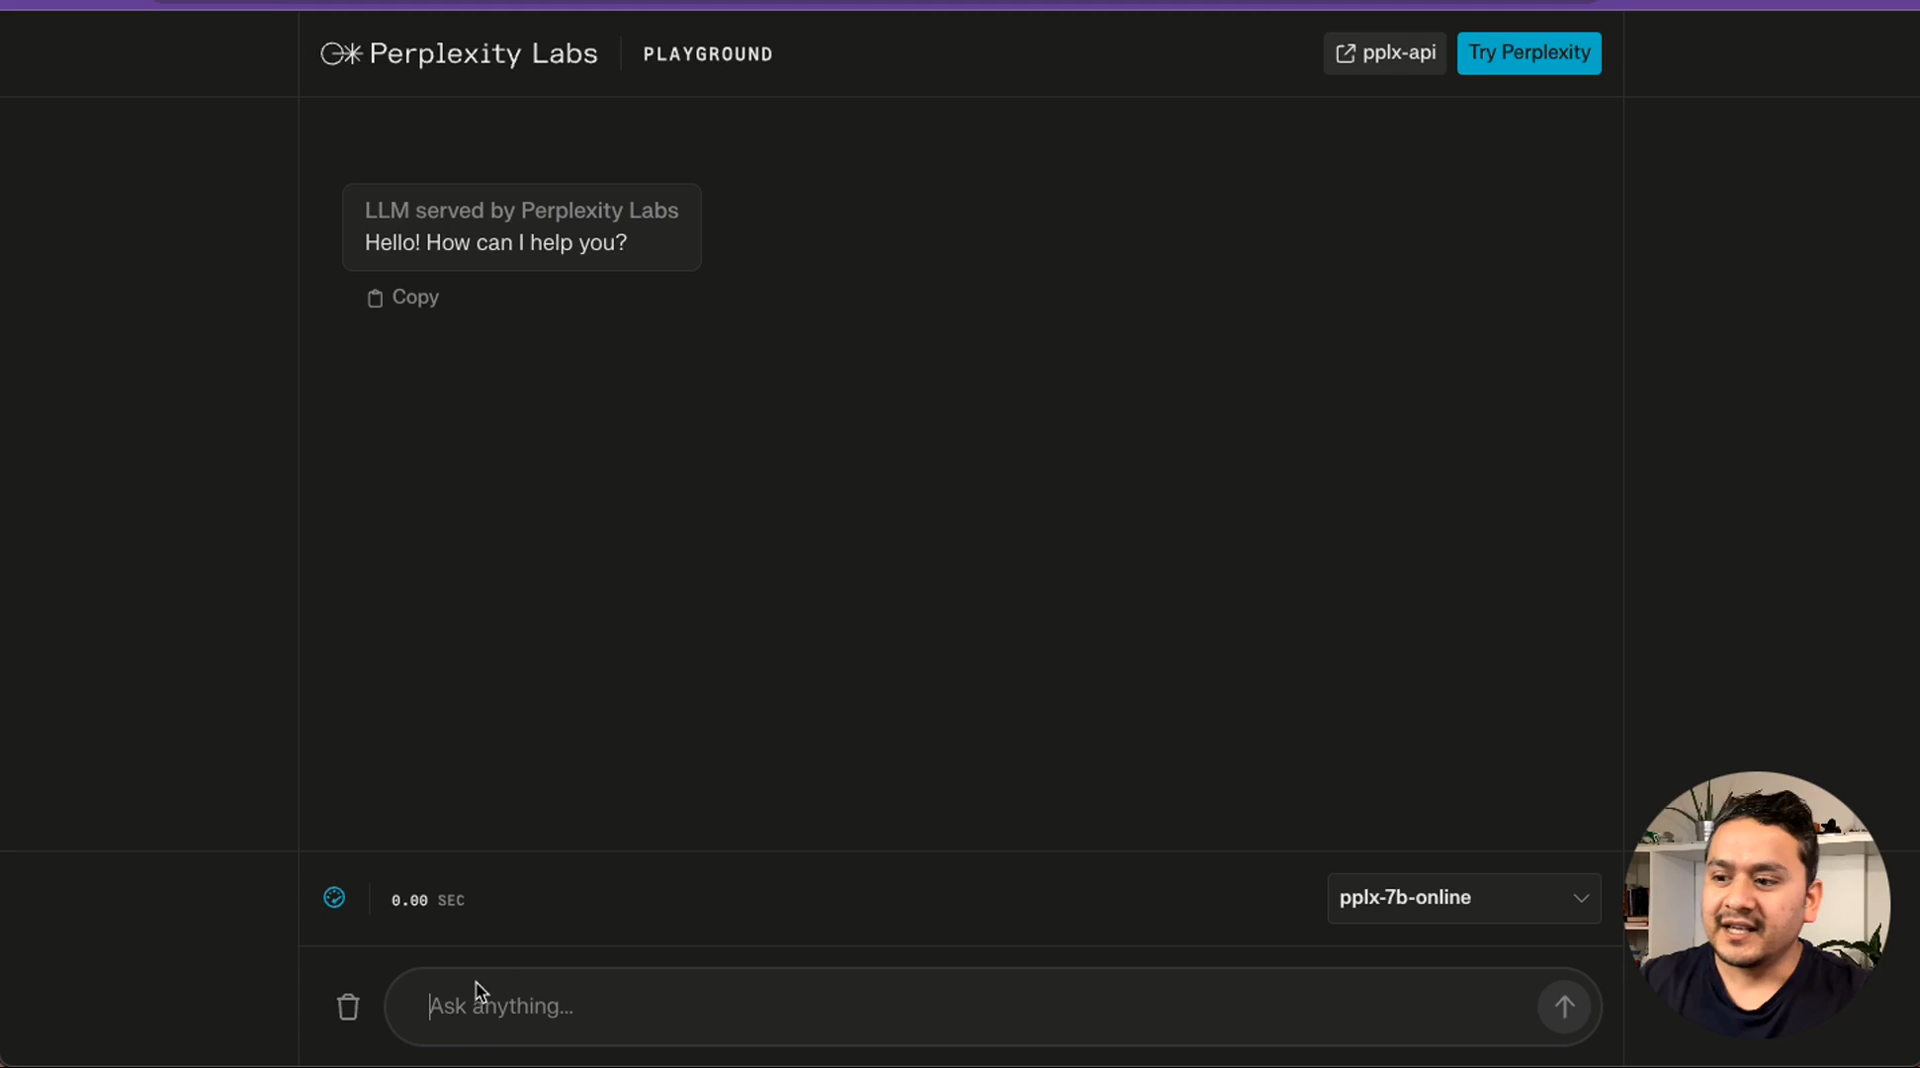 Perplexity Labs
PLAYGROUND
pplx-api
Try Perplexity
LLM served by Perplexity Labs
Hello! How can I help you?
Copy
0.00 SEC
pplx-7b-online
Ask anything...